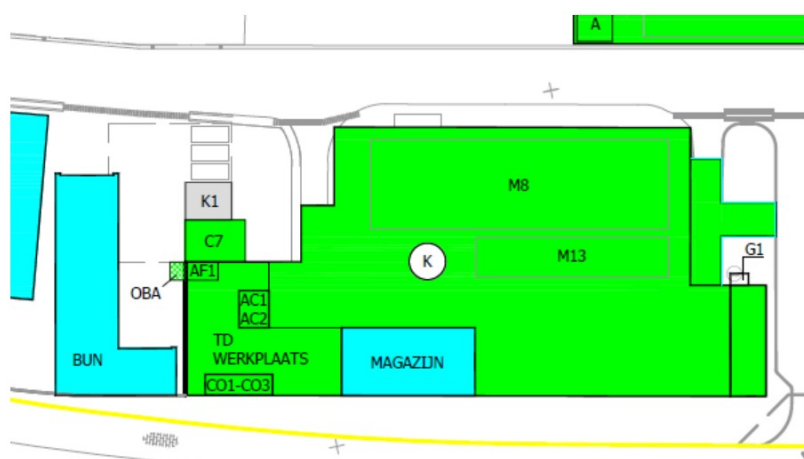 A
M8
K1
C7
K
M13
G1
AF1
OBA
AC1
AC2
TD
WERKPLAATS
BUN
MAGAZIJN
CO1-CO3